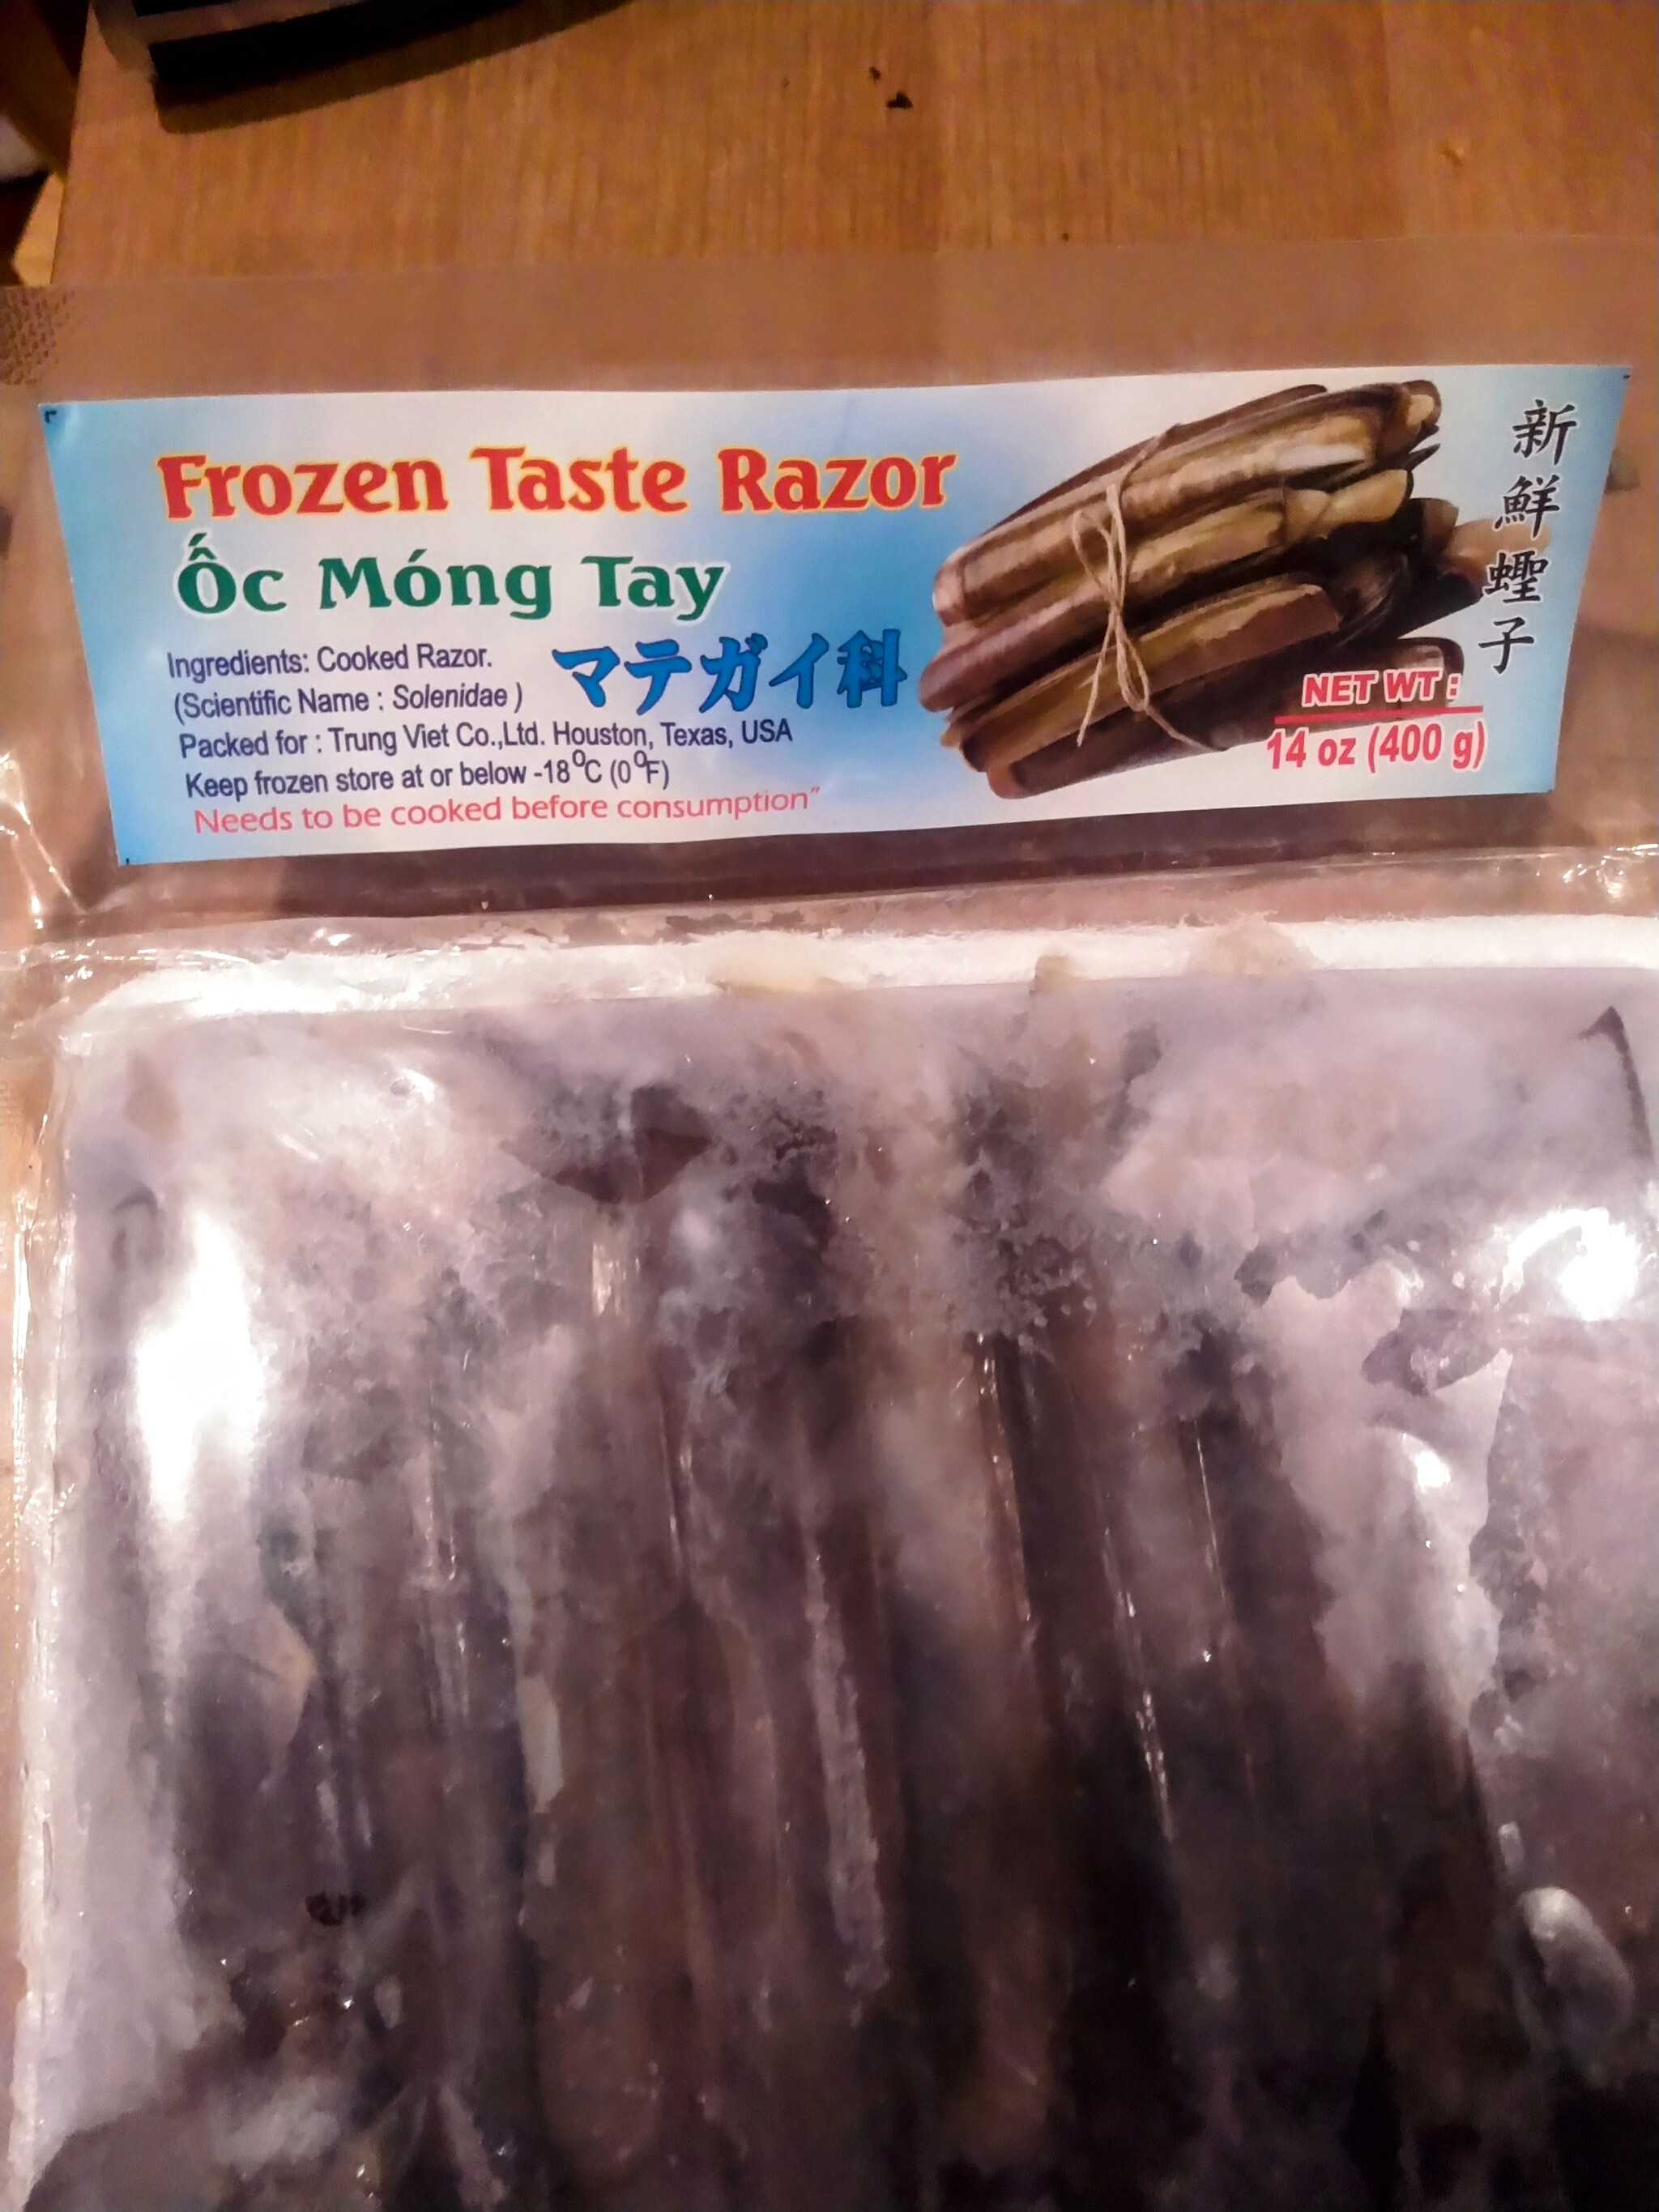 Frozen Taste Razor
Ốc Móng Tay
Ingredients: Cooked Razor.
(Scientific Name : Solenidae )
マテガイ科
Packed for : Trung Viet Co.,Ltd. Houston, Texas, USA
Keep frozen store at or below -18°C (0°F)
Needs to be cooked before consumption"
NET WT :
14 oz (400 g)
新鮮蟶子